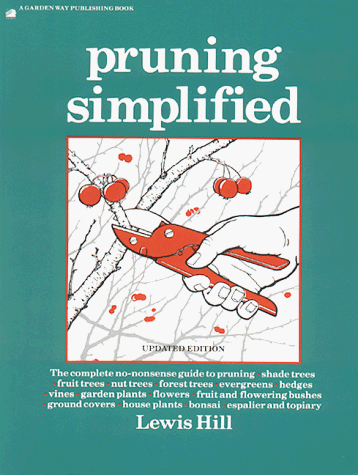 A GARDEN WAY PUBLISHING BOOK
pruning
simplified
UPDATED EDITION
The complete no-nonsense guide to pruning · shade trees
· fruit trees · nut trees · forest trees · evergreens · hedges
· vines · garden plants · flowers · fruit and flowering bushes
· ground covers · house plants · bonsai · espalier and topiary
Lewis Hill